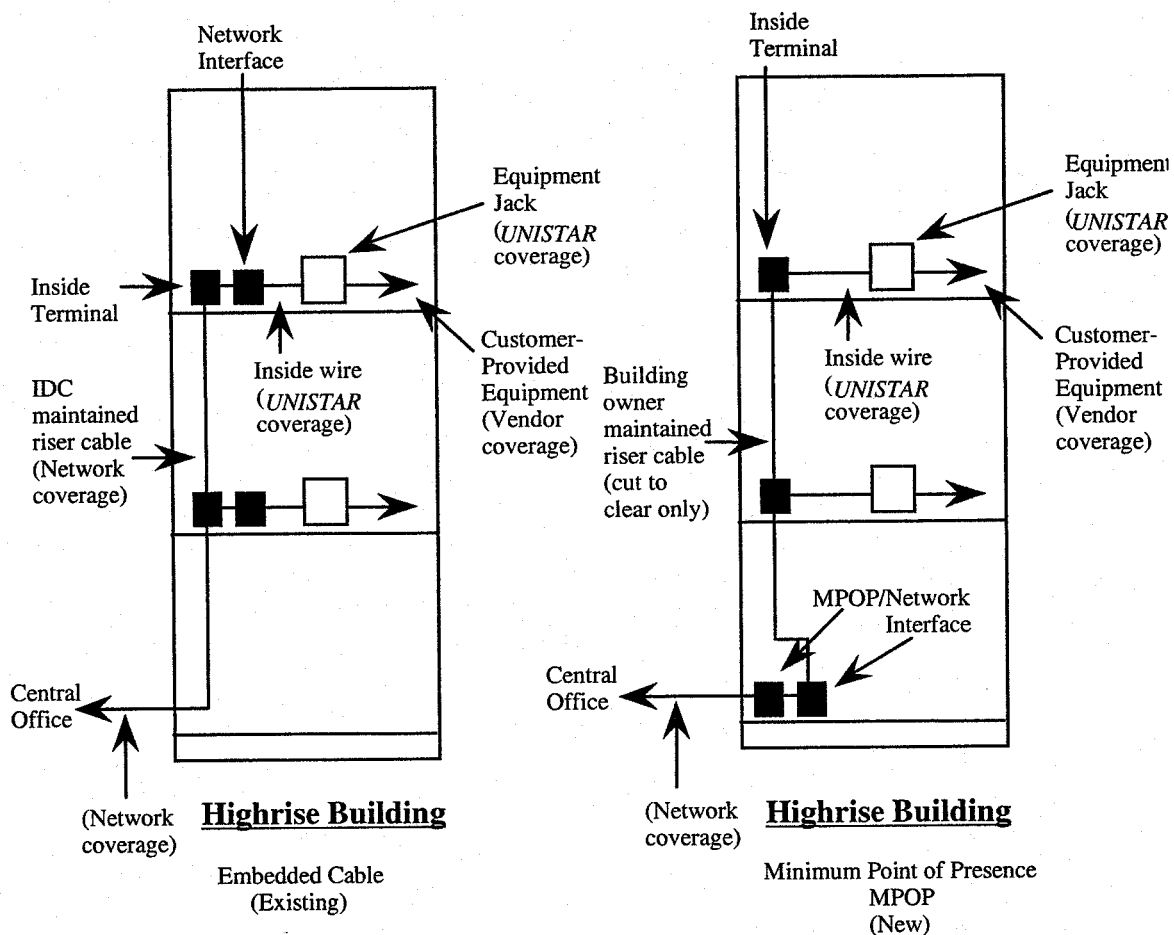 Network
Interface
Equipment
Jack
(UNISTAR
coverage)
Inside
Terminal
IDC
maintained
riser cable
(Network
coverage)
Inside wire
(UNISTAR
coverage)
Customer-
Provided
Equipment
(Vendor
coverage)
Central
Office
(Network
coverage)
Highrise Building
Embedded Cable
(Existing)
Inside
Terminal
Equipment
Jack
(UNISTAR
coverage)
Building
owner
maintained
riser cable
(cut to
clear only)
Inside wire
(UNISTAR
coverage)
Customer-
Provided
Equipment
(Vendor
coverage)
MPOP/Network
Interface
Central
Office
(Network
coverage)
Highrise Building
Minimum Point of Presence
MPOP
(New)